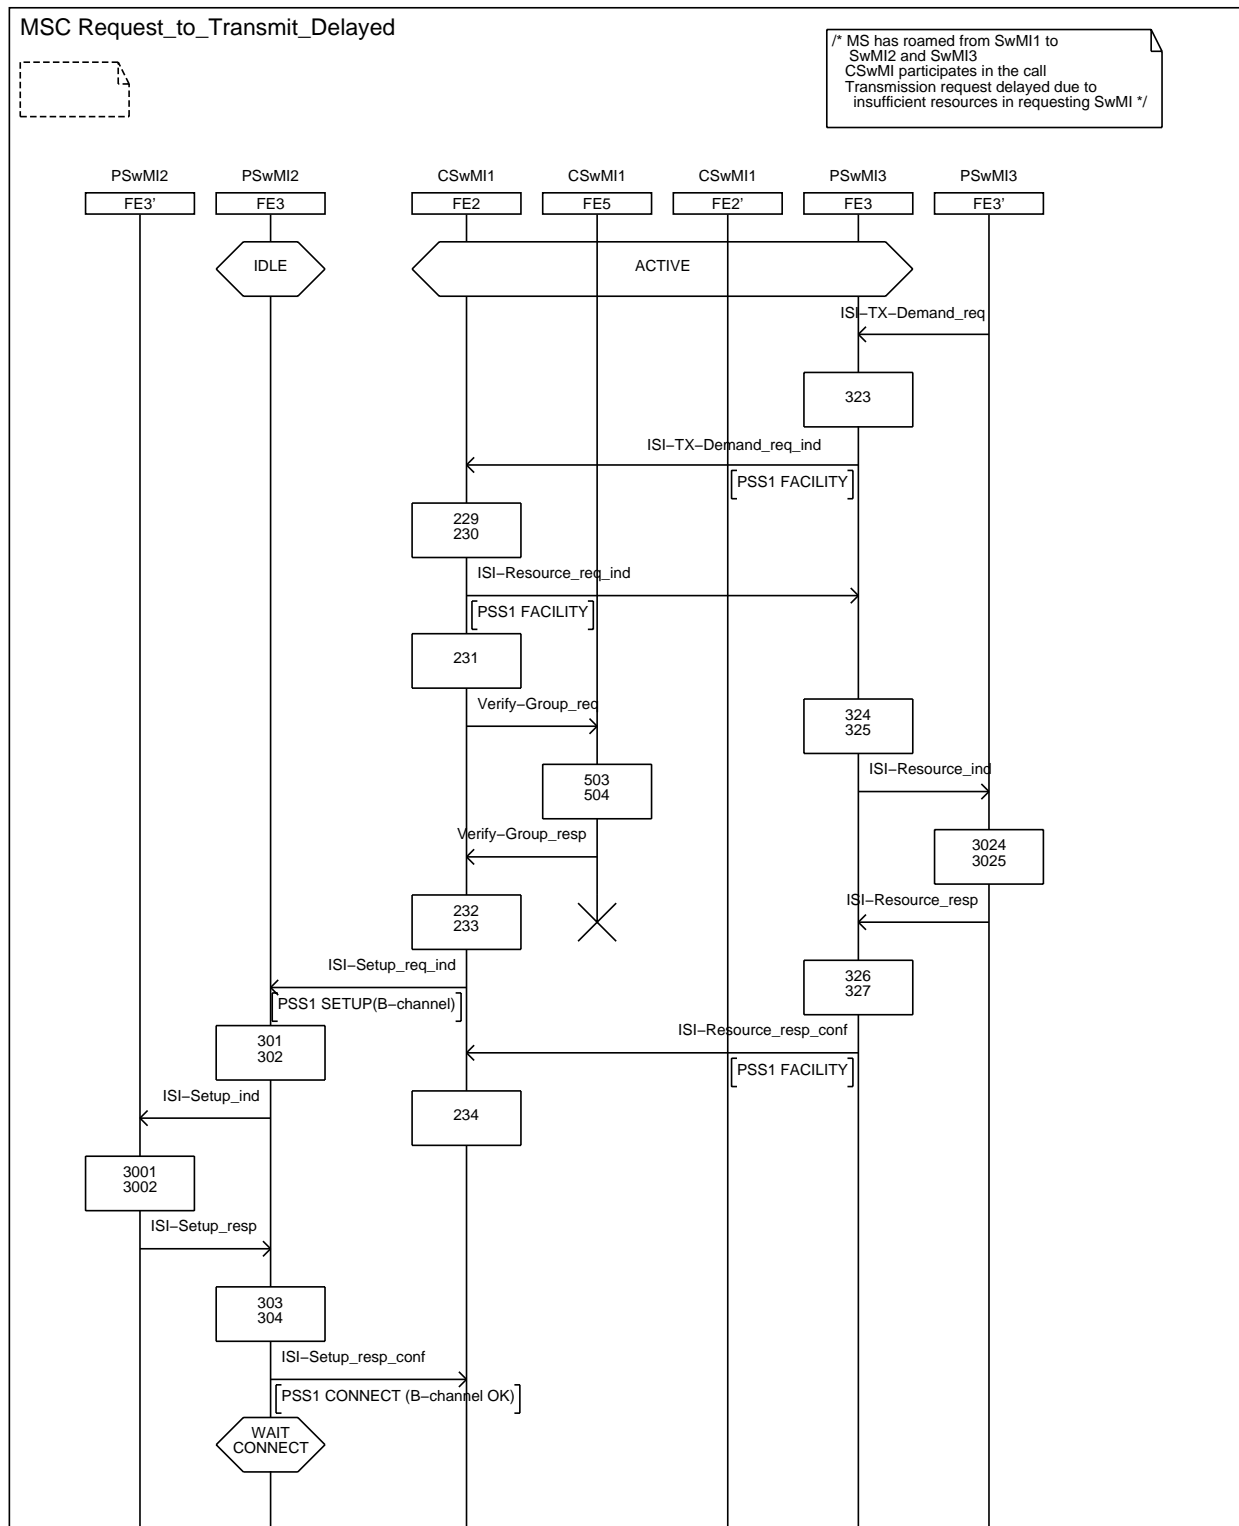 MSC Request_to_Transmit_Delayed
/* MS has roamed from SwMI1 to
SwMI2 and SwMI3
CSwMI participates in the call
Transmission request delayed due to
insufficient resources in requesting SwMI */
PSwMI2 PSwMI2 CSwMI1 CSwMI1 CSwMI1 PSwMI3 PSwMI3
FE3' FE3 FE2 FE5 FE2' FE3 FE3'
IDLE ACTIVE
ISI−TX−Demand_req
323
ISI−TX−Demand_req_ind
[PSS1 FACILITY]
229
230
ISI−Resource_req_ind
[PSS1 FACILITY]
231
Verify−Group_req
324
325
ISI−Resource_ind
503
504
Verify−Group_resp
3024
3025
ISI−Resource_resp
232
233
ISI−Setup_req_ind
[PSS1 SETUP(B−channel)]
326
327
ISI−Resource_resp_conf
[PSS1 FACILITY]
301
302
ISI−Setup_ind
234
3001
3002
ISI−Setup_resp
303
304
ISI−Setup_resp_conf
[PSS1 CONNECT (B−channel OK)]
WAIT
CONNECT